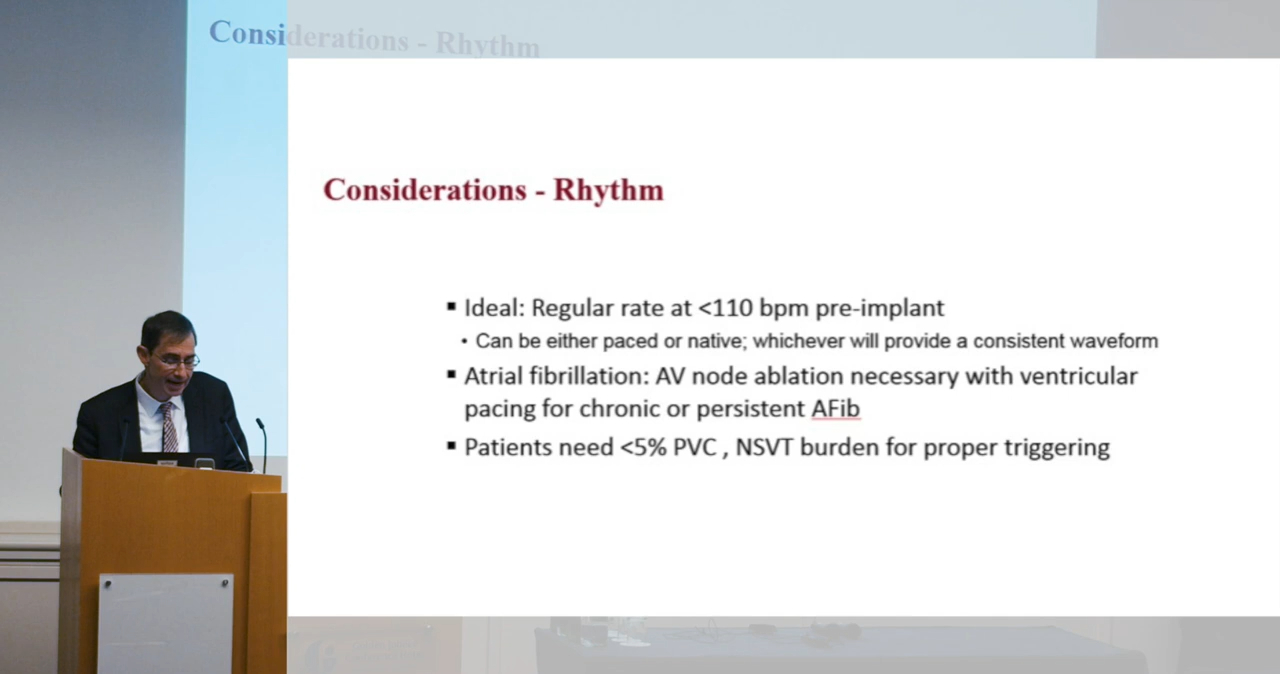 Considerations - Rhythm
Considerations - Rhythm
▪ Ideal: Regular rate at <110 bpm pre-implant
• Can be either paced or native; whichever will provide a consistent waveform
▪ Atrial fibrillation: AV node ablation necessary with ventricular
pacing for chronic or persistent AFib
▪ Patients need <5% PVC , NSVT burden for proper triggering